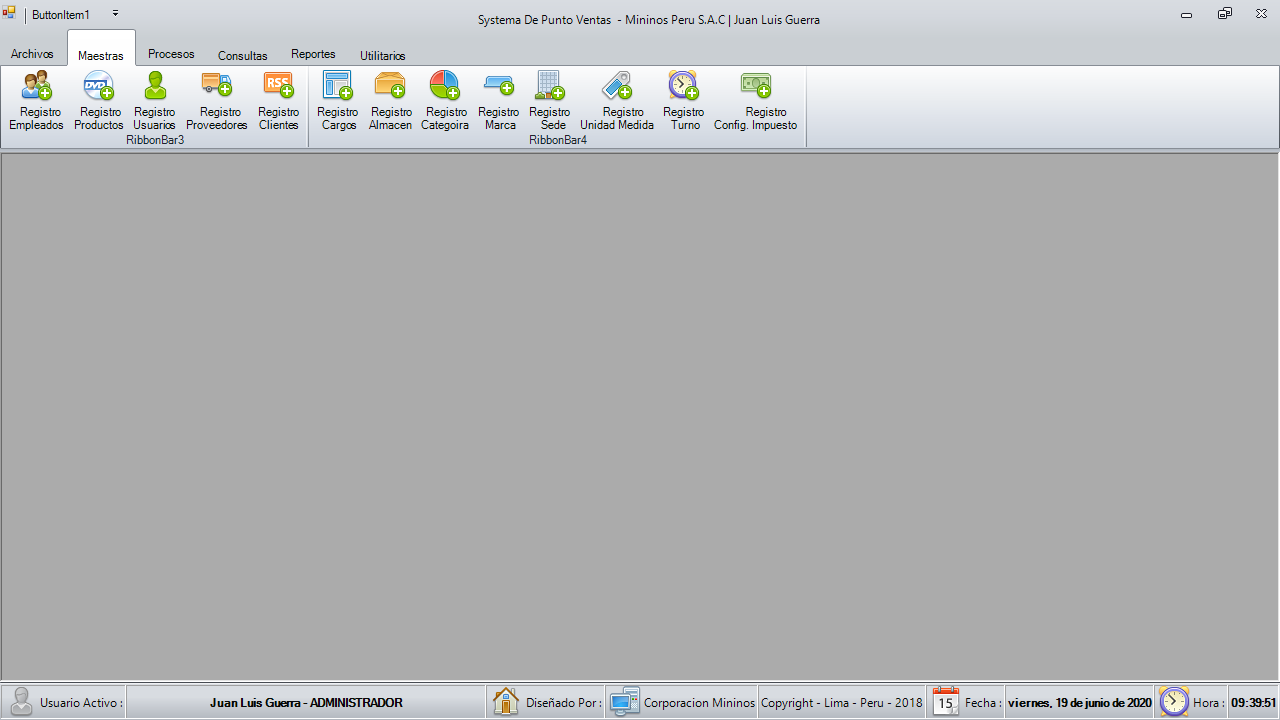 ButtonItem1
Systema De Punto Ventas  - Mininos Peru S.A.C | Juan Luis Guerra
Archivos Maestras Procesos Consultas Reportes Utilitarios
RSS
DVD
Registro Empleados
Registro Productos
Registro Usuarios
Registro Proveedores
Registro Clientes
Registro Cargos
Registro Almacen
Registro Categoira
Registro Marca
Registro Sede
Registro Unidad Medida
Registro Turno
Registro Config. Impuesto
RibbonBar3
RibbonBar4
Usuario Activo :
Juan Luis Guerra - ADMINISTRADOR
Diseñado Por :
Corporacion Mininos
Copyright - Lima - Peru - 2018
15
Fecha :
viernes, 19 de junio de 2020
Hora :
09:39:51